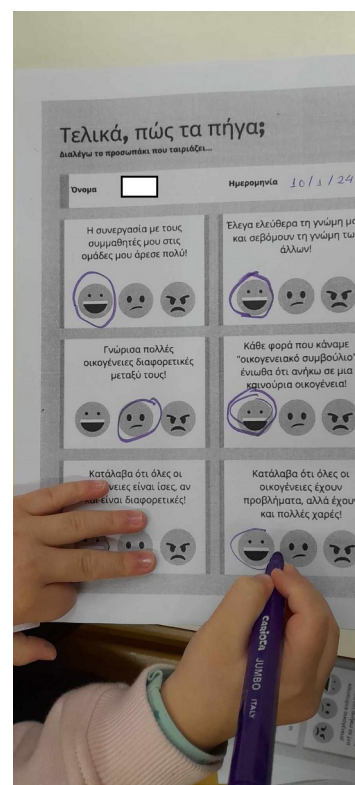 Τελικά, πώς τα πήγα;
Διαλέγω το προσωπάκι που ταιριάζει...
Όνομα
Ημερομηνία 10/1/24
Η συνεργασία με τους
συμμαθητές μου στις
ομάδες μου άρεσε πολύ!
Έλεγα ελεύθερα τη γνώμη
και σεβόμουν τη γνώμη
άλλων!
Γνώρισα πολλές
οικογένειες διαφορετικές
μεταξύ τους!
Κάθε φορά που κάναμε
"οικογενειακό συμβούλιο"
ένιωθα ότι ανήκω σε μια
καινούρια οικογένεια!
Κατάλαβα ότι όλες οι
είναι ίσες, αν
είναι διαφορετικές!
Κατάλαβα ότι όλες οι
οικογένειες έχουν
προβλήματα, αλλά
και πολλές χαρές!
CARIOCA JUMBO ITALY